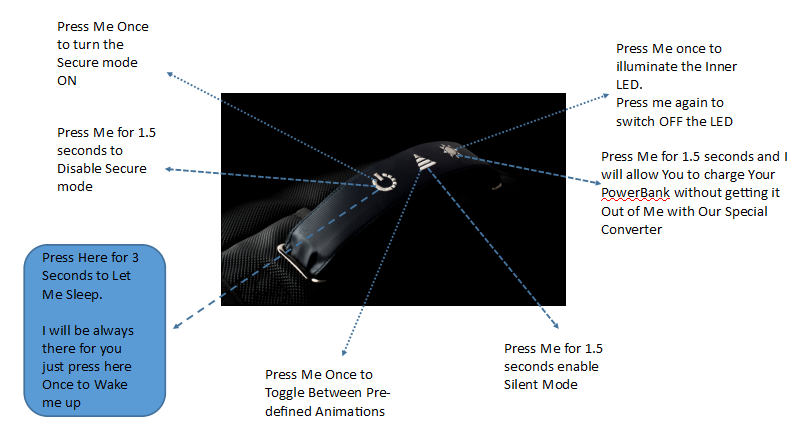 Press Me Once
to turn the
Secure mode
ON
Press Me for 1.5
seconds to
Disable Secure
mode
Press Here for 3
Seconds to Let
Me Sleep.
I will be always
there for you
just press here
Once to Wake
me up
Press Me Once to
Toggle Between Pre-
defined Animations
Press Me for 1.5
seconds enable
Silent Mode
Press Me once to
illuminate the Inner
LED.
Press me again to
switch OFF the LED
Press Me for 1.5 seconds and I
will allow You to charge Your
PowerBank without getting it
Out of Me with Our Special
Converter